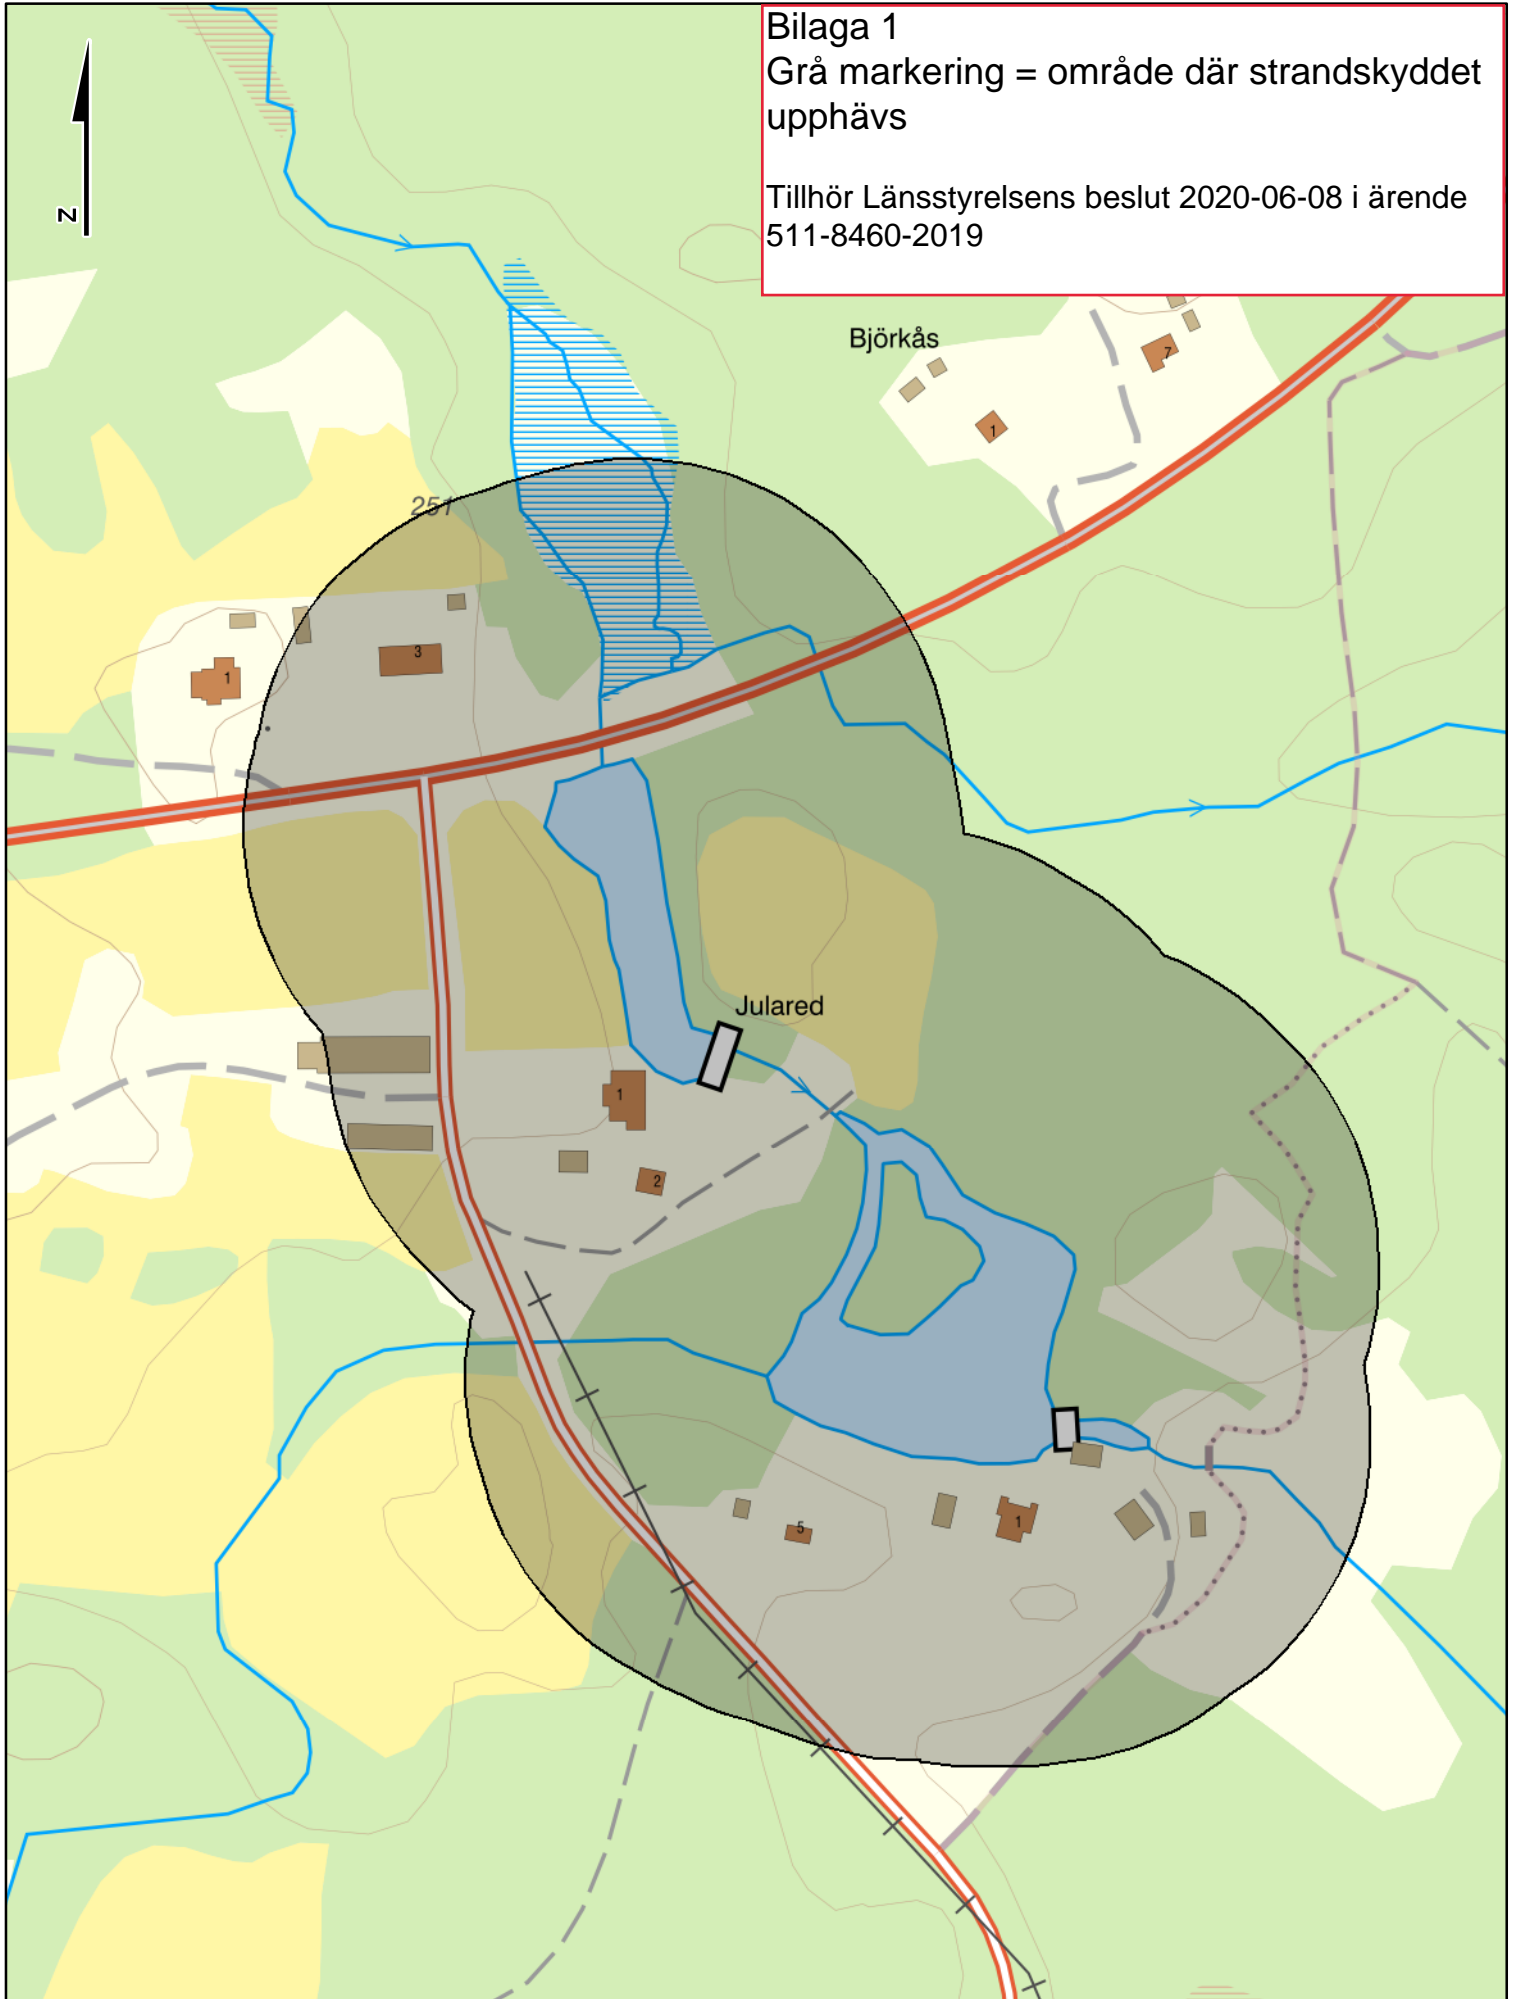 Bilaga 1
Grå markering = område där strandskyddet
upphävs
Tillhör Länsstyrelsens beslut 2020-06-08 i ärende
511-8460-2019
N
Björkås
7
1
251
3
1
Julared
1
2
5
1